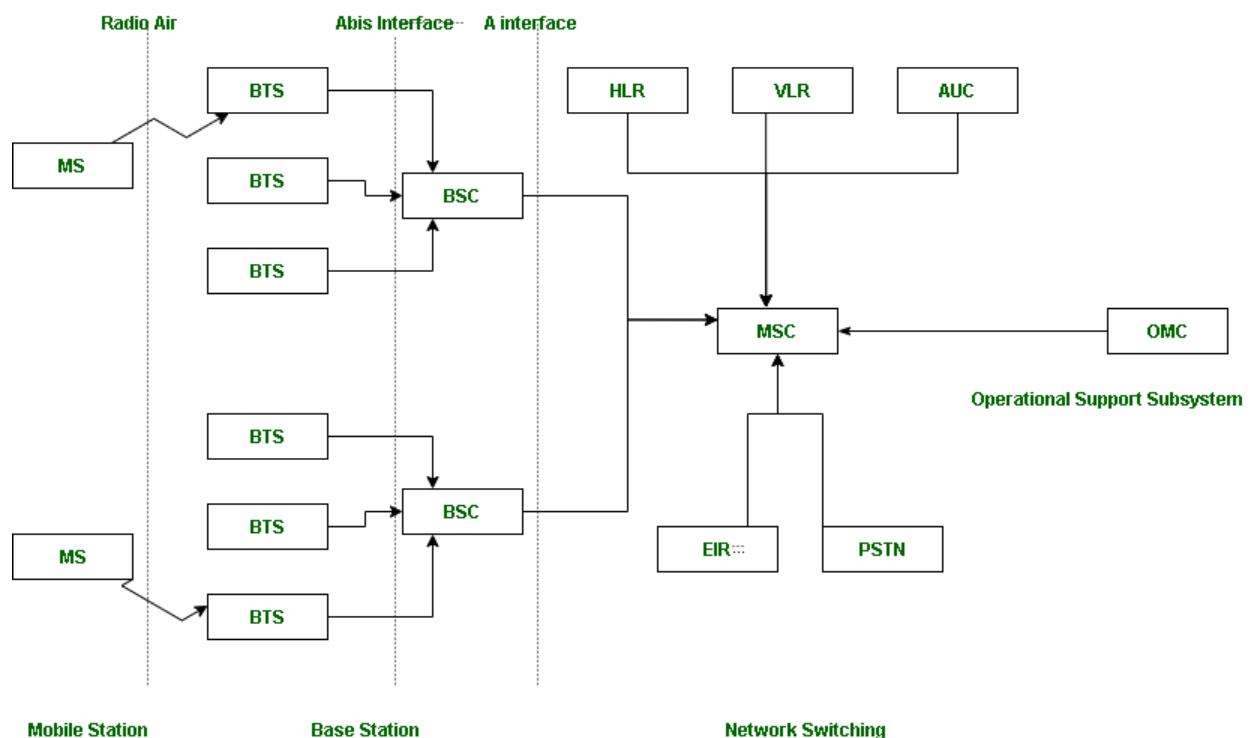 Radio Air
Abis Interface
A interface
BTS
HLR
VLR
AUC
MS
BTS
BSC
BTS
MSC
OMC
Operational Support Subsystem
BTS
BTS
BSC
EIR
PSTN
MS
BTS
Mobile Station
Base Station
Network Switching